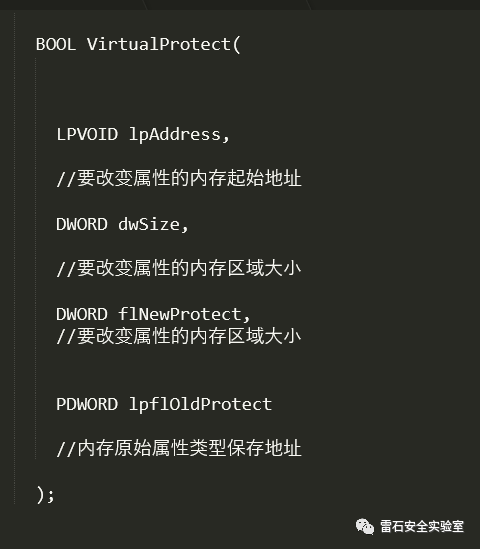 BOOL VirtualProtect(
LPVOID lpAddress,
//要改变属性的内存起始地址
DWORD dwSize,
//要改变属性的内存区域大小
DWORD flNewProtect,
//要改变属性的内存区域大小
PDWORD lpflOldProtect
//内存原始属性类型保存地址
);
雷石安全实验室